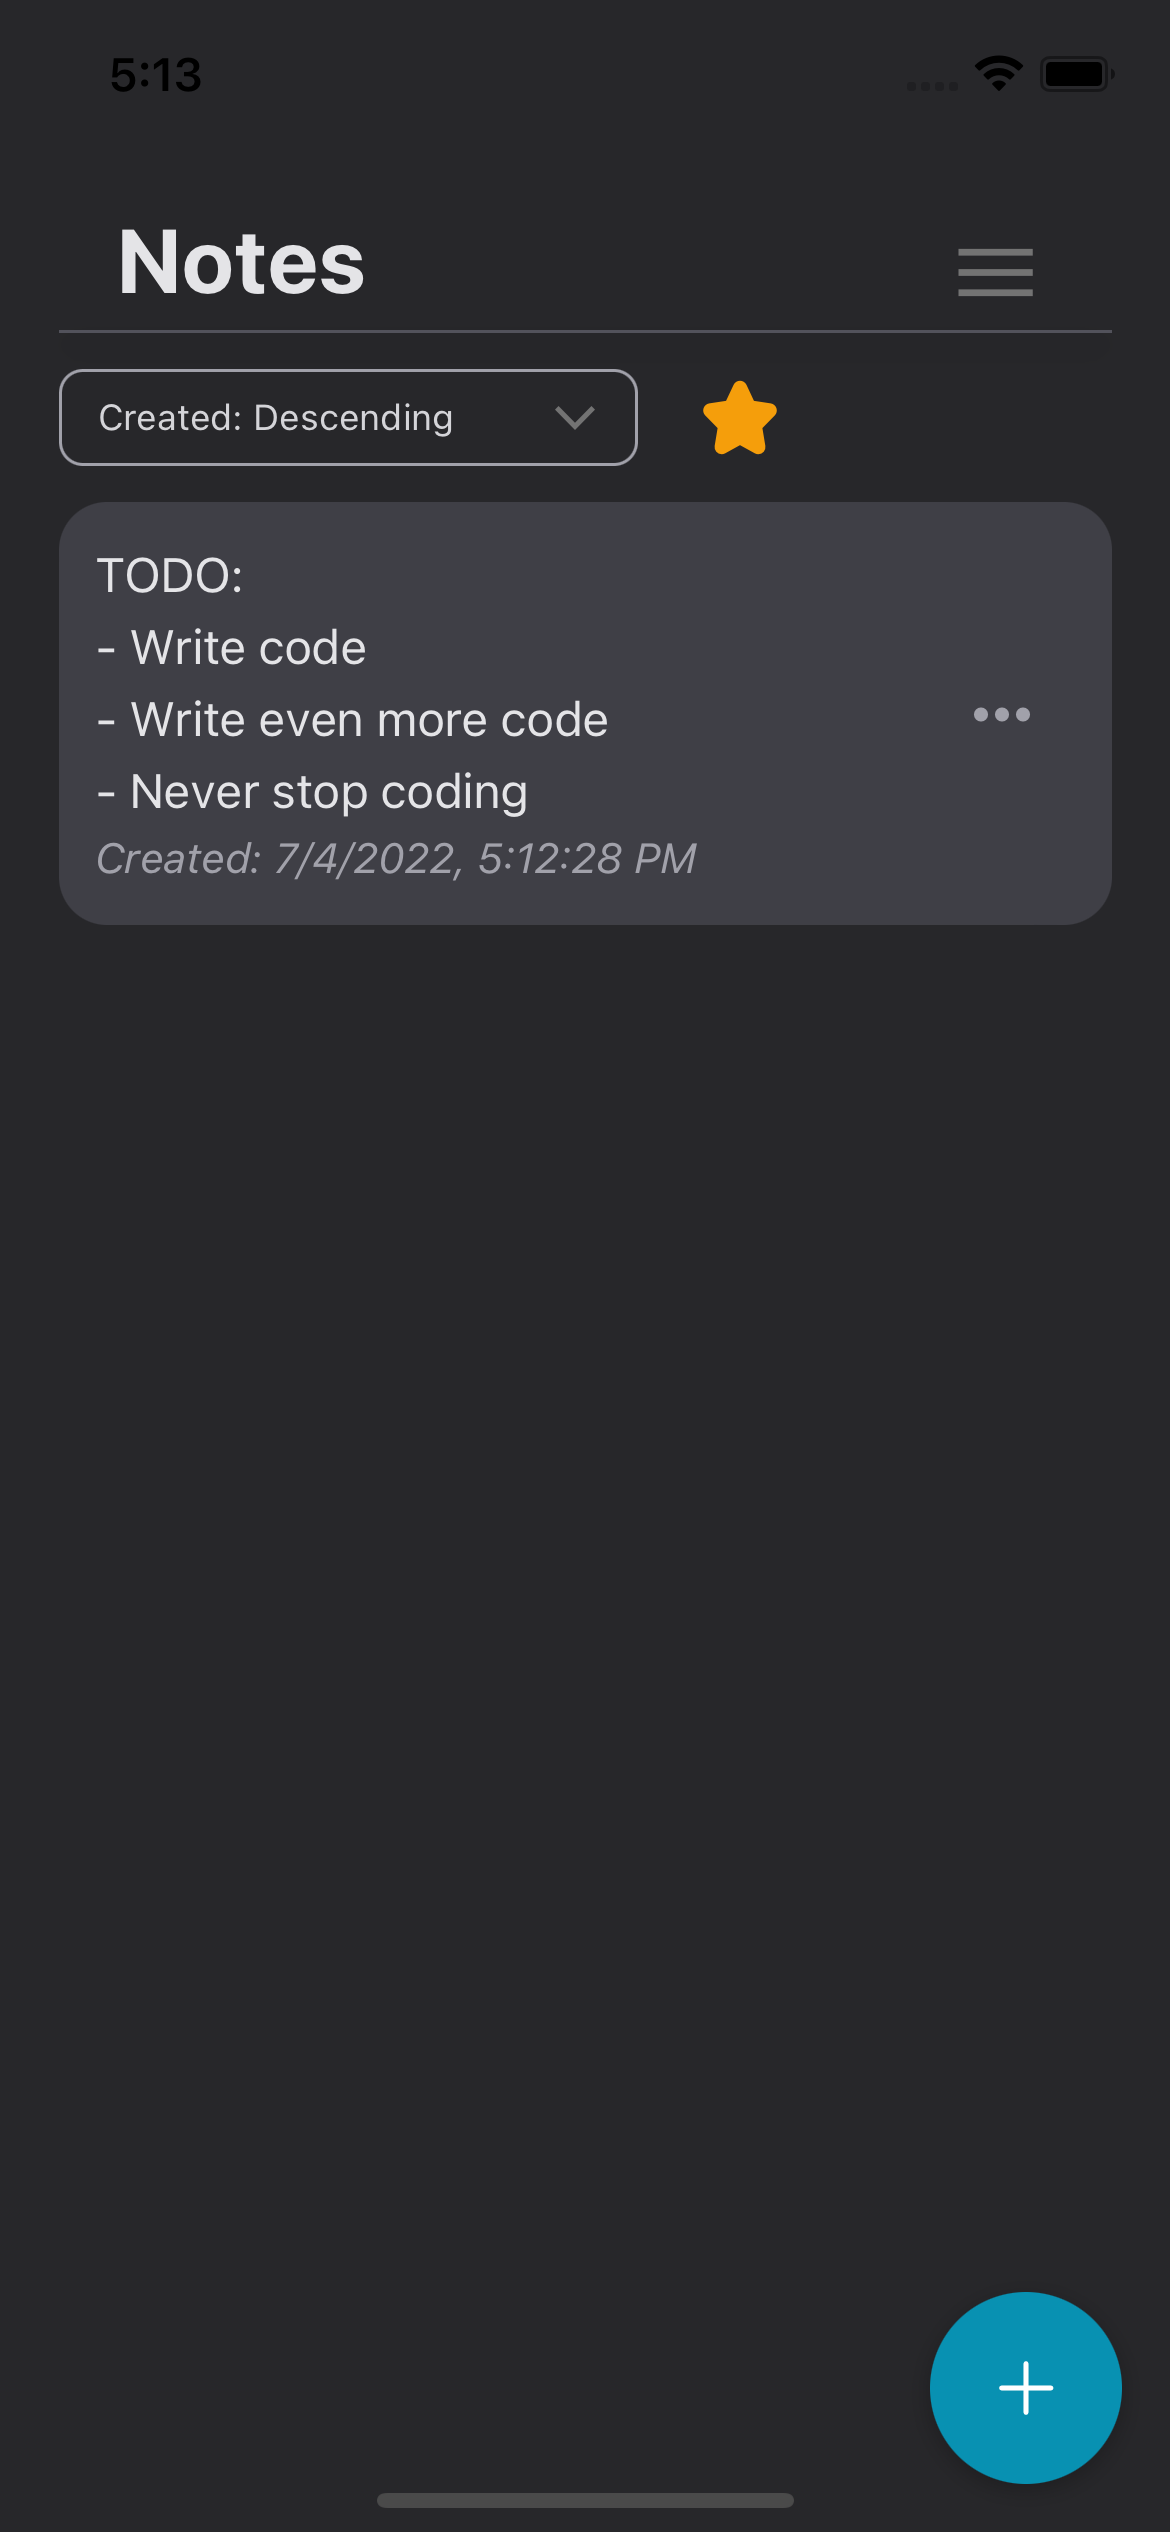 5:13
Notes
Created: Descending
TODO:
- Write code
- Write even more code
- Never stop coding
Created: 7/4/2022, 5:12:28 PM